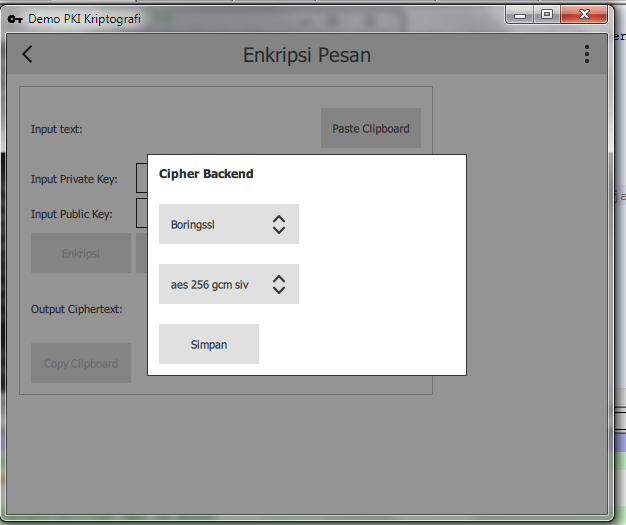 Demo PKI Kriptografi
Enkripsi Pesan
Input text:
Paste Clipboard
Input Private Key:
Input Public Key:
Enkripsi
Output Ciphertext:
Copy Clipboard
Cipher Backend
Boringssl
aes 256 gcm siv
Simpan